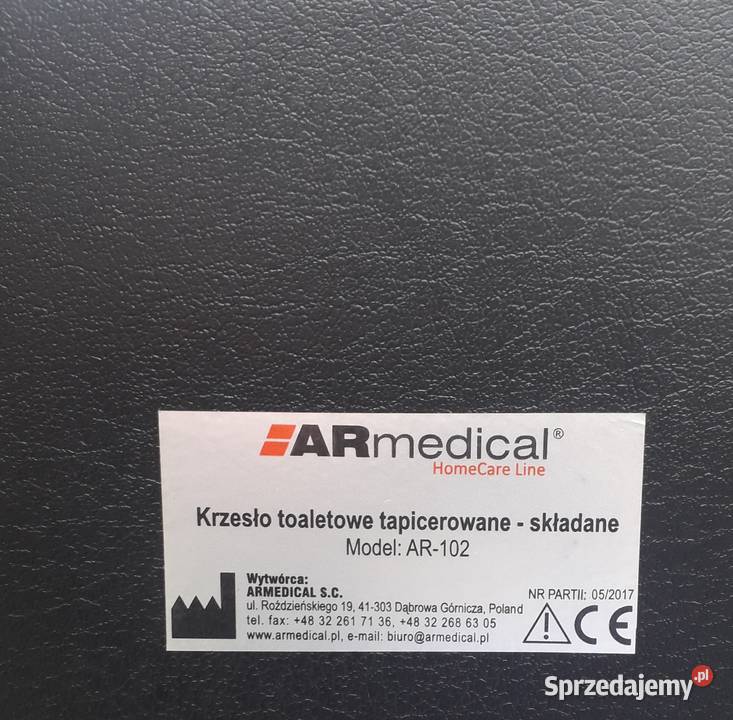 ARmedical®
HomeCare Line
Krzesło toaletowe tapicerowane - składane
Model: AR-102
Wytwórca:
ARMEDICAL S.C.
ul. Roździeńskiego 19, 41-303 Dąbrowa Górnicza, Poland
tel. fax: +48 32 261 71 36, +48 32 268 63 05
www.armedical.pl, e-mail: biuro@armedical.pl
NR PARTII: 05/2017
CE
Sprzedajemy.pl